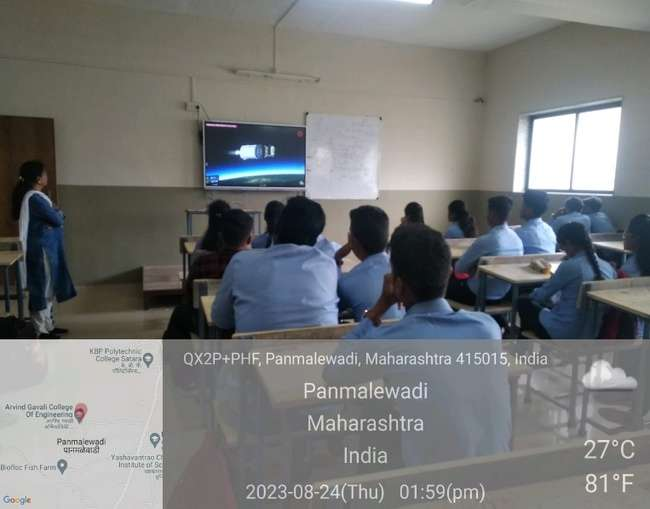 KBP Polytechnic
College Satara
Arvind Gavali College
Of Engineering
Panmalewadi
पानमळेवाडी
Biofloc Fish Farm
Yashavantrao Ch
Institute of Sc
Google
QX2P+PHF, Panmalewadi, Maharashtra 415015, India
Panmalewadi
Maharashtra
India
2023-08-24(Thu) 01:59(pm)
27°C
81°F